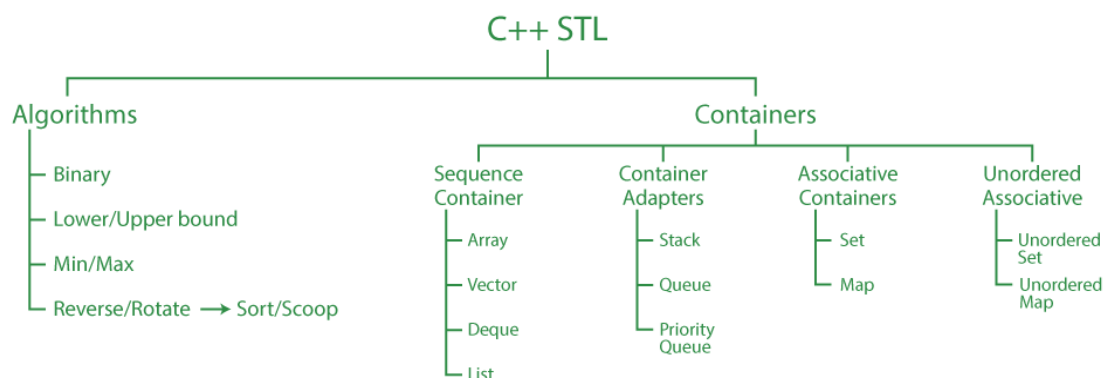 C++ STL
Algorithms
Binary
Lower/Upper bound
Min/Max
Reverse/Rotate → Sort/Scoop
Containers
Sequence
Container
Array
Vector
Deque
List
Container
Adapters
Stack
Queue
Priority
Queue
Associative
Containers
Set
Map
Unordered
Associative
Unordered
Set
Unordered
Map